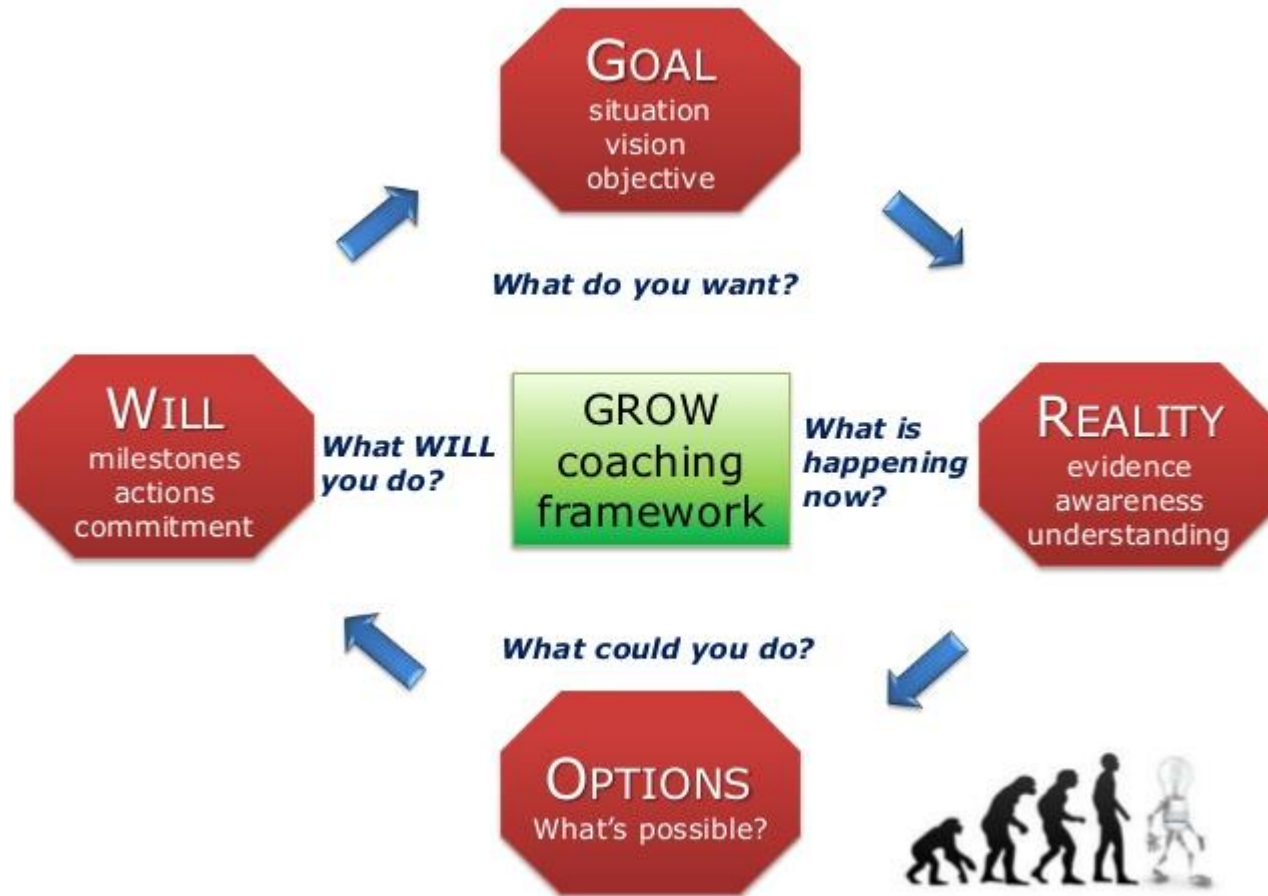 GOAL
situation
vision
objective
What do you want?
WILL
milestones
actions
commitment
What WILL
you do?
GROW
coaching
framework
What is
happening
now?
REALITY
evidence
awareness
understanding
What could you do?
OPTIONS
What's possible?